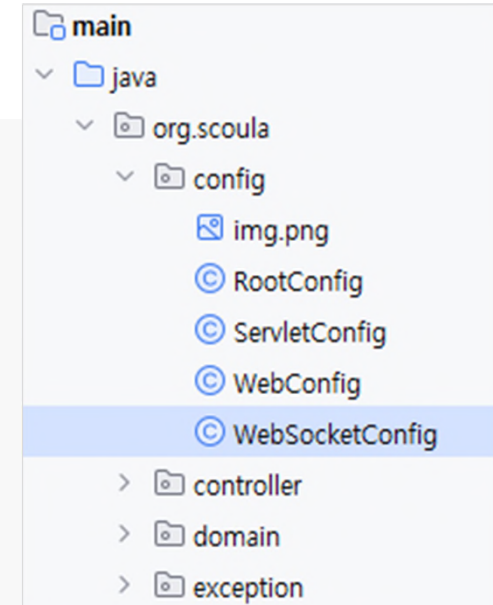 main
java
org.scoula
config
img.png
RootConfig
ServletConfig
WebConfig
WebSocketConfig
controller
domain
exception